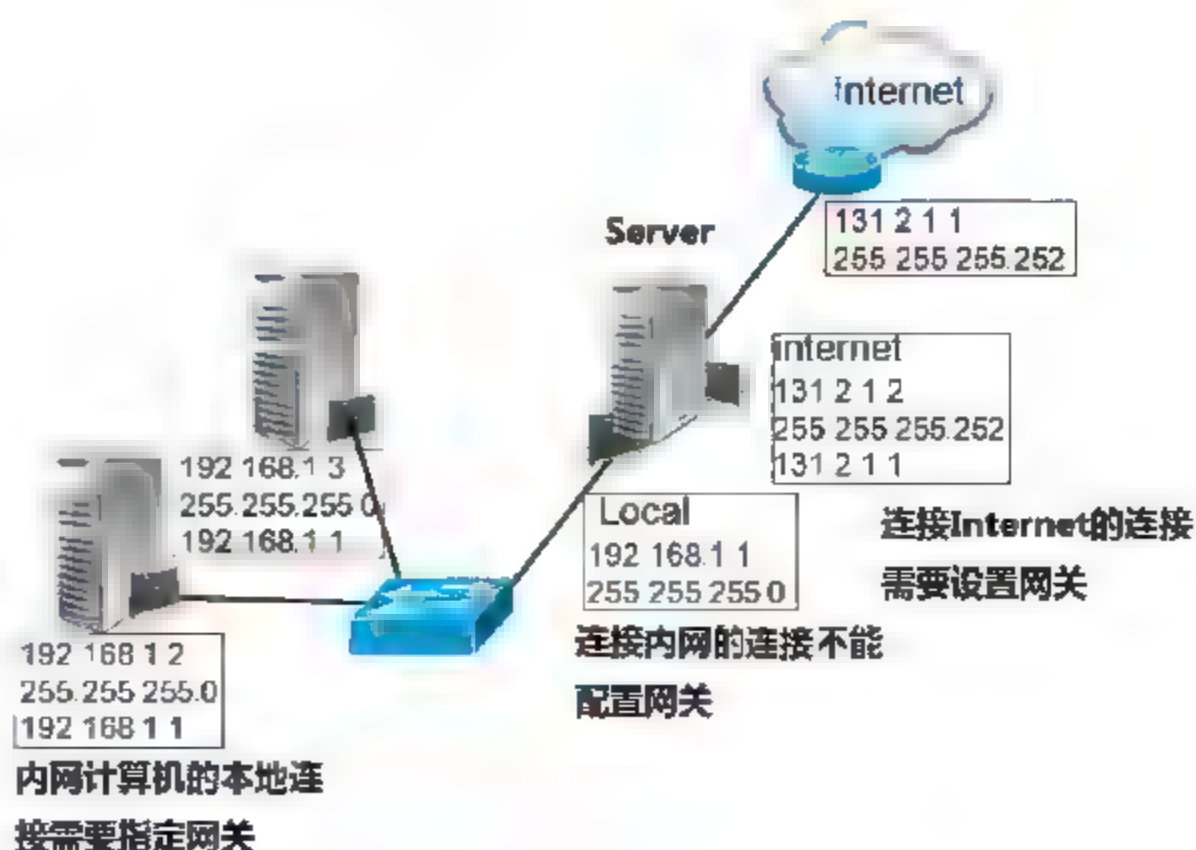 internet
131 2 1 1
255 255 255.252
Server
internet
131 2 1 2
255 255 255.252
131 2 1 1
连接Internet的连接
需要设置网关
192 168.1 3
255.255.255 0
192 168.1 1
Local
192 168.1 1
255 255 255 0
连接内网的连接不能
配置网关
192 168 1 2
255.255 255.0
192 168 1 1
内网计算机的本地连
接需要指定网关